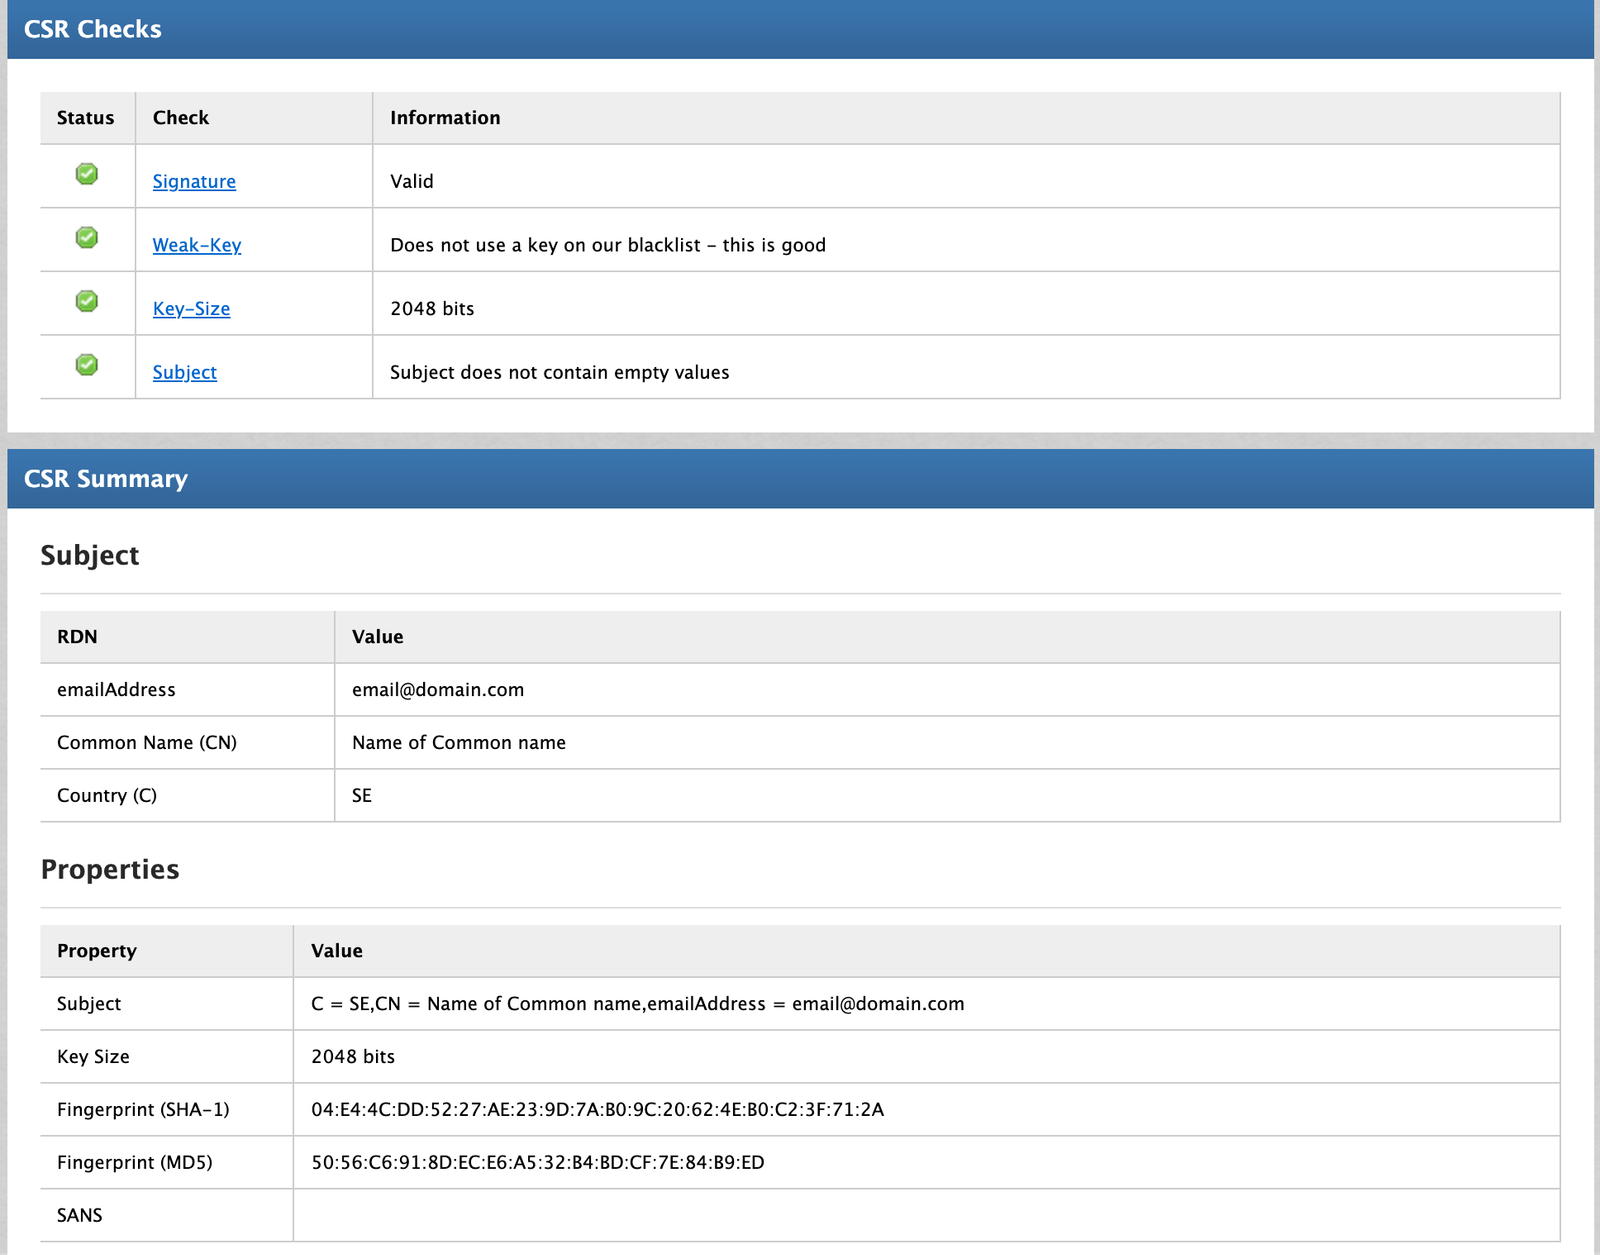 CSR Checks
Status Check Information
Signature Valid
Weak-Key Does not use a key on our blacklist - this is good
Key-Size 2048 bits
Subject Subject does not contain empty values
CSR Summary
Subject
RDN Value
emailAddress email@domain.com
Common Name (CN) Name of Common name
Country (C) SE
Properties
Property Value
Subject C = SE,CN = Name of Common name,emailAddress = email@domain.com
Key Size 2048 bits
Fingerprint (SHA-1) 04:E4:4C:DD:52:27:AE:23:9D:7A:B0:9C:20:62:4E:B0:C2:3F:71:2A
Fingerprint (MD5) 50:56:C6:91:8D:EC:E6:A5:32:B4:BD:CF:7E:84:B9:ED
SANS